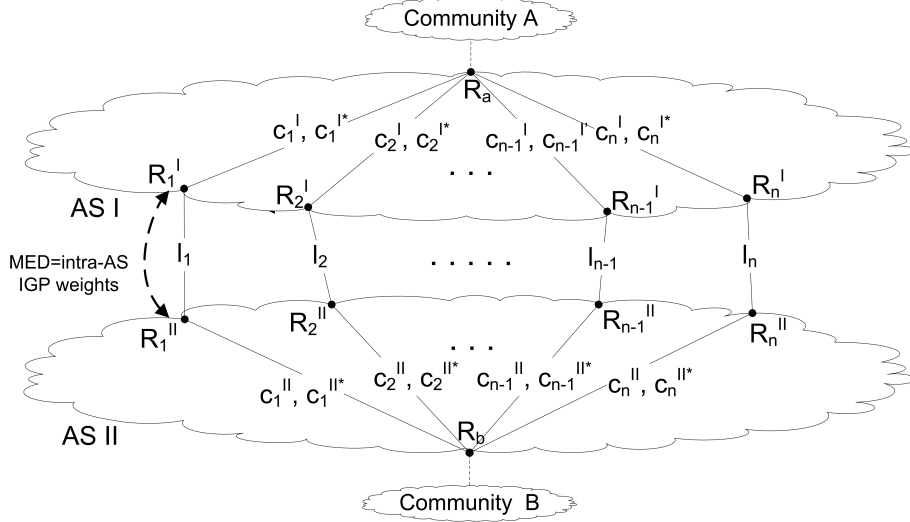 Community A
Rₐ
c₁ᴵ, c₁ᴵ*
c₂ᴵ, c₂ᴵ*
cₙ₋₁ᴵ, cₙ₋₁ᴵ*
cₙᴵ, cₙᴵ*
. . .
R₁ᴵ
R₂ᴵ
Rₙ₋₁ᴵ
Rₙᴵ
AS I
MED=intra-AS
IGP weights
l₁
l₂
. . . . .
lₙ₋₁
lₙ
R₁ᴵᴵ
R₂ᴵᴵ
Rₙ₋₁ᴵᴵ
Rₙᴵᴵ
. . .
c₁ᴵᴵ, c₁ᴵᴵ*
c₂ᴵᴵ, c₂ᴵᴵ*
cₙ₋₁ᴵᴵ, cₙ₋₁ᴵᴵ*
cₙᴵᴵ, cₙᴵᴵ*
AS II
R_b
Community B